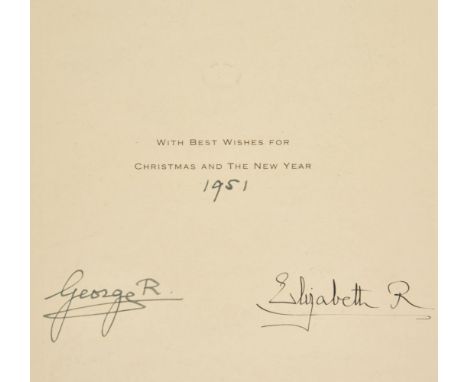 WITH BEST WISHES FOR
CHRISTMAS AND THE NEW YEAR
1951
George R.
Elizabeth R